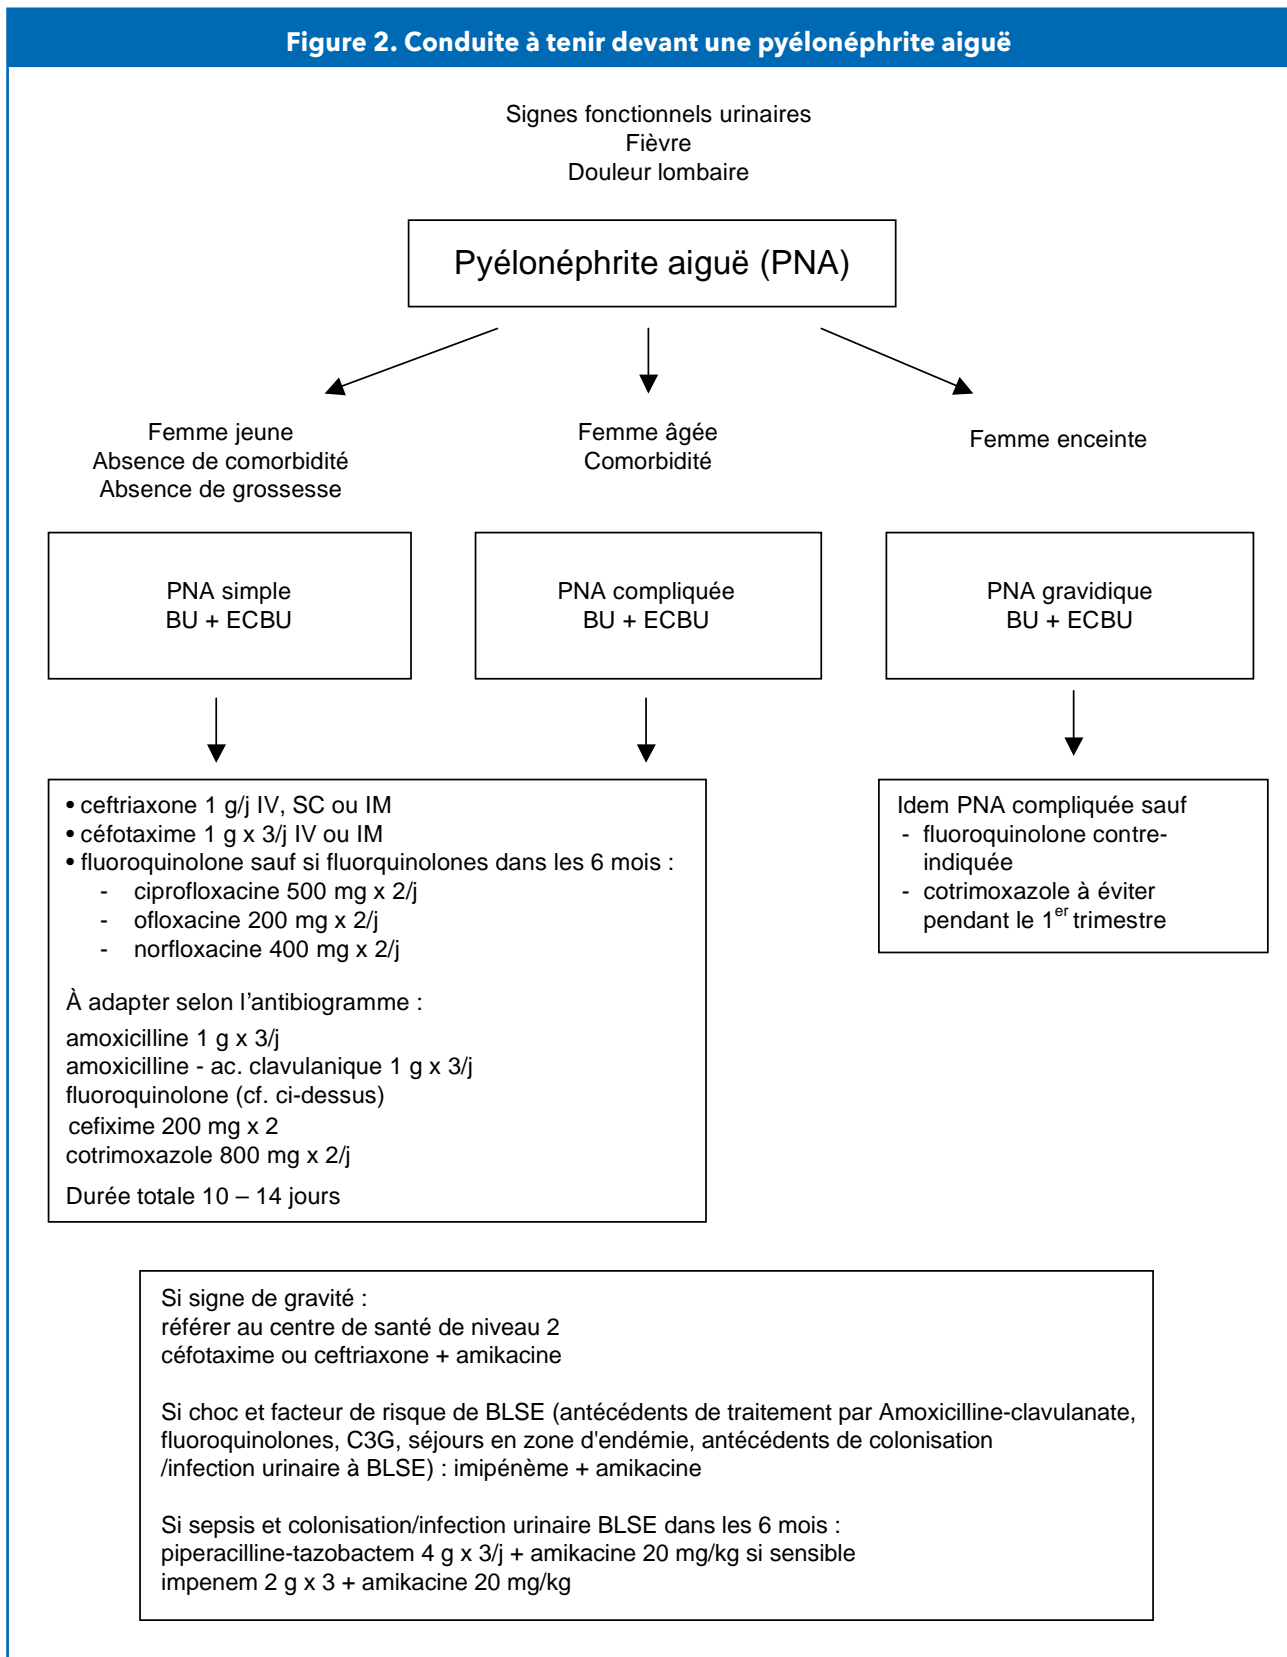 Figure 2. Conduite à tenir devant une pyélonéphrite aiguë
Signes fonctionnels urinaires
Fièvre
Douleur lombaire
Pyélonéphrite aiguë (PNA)
Femme jeune
Absence de comorbidité
Absence de grossesse
Femme âgée
Comorbidité
Femme enceinte
PNA simple
BU + ECBU
PNA compliquée
BU + ECBU
PNA gravidique
BU + ECBU
• ceftriaxone 1 g/j IV, SC ou IM
• céfotaxime 1 g x 3/j IV ou IM
• fluoroquinolone sauf si fluorquinolones dans les 6 mois :
- ciprofloxacine 500 mg x 2/j
- ofloxacine 200 mg x 2/j
- norfloxacine 400 mg x 2/j
À adapter selon l'antibiogramme :
amoxicilline 1 g x 3/j
amoxicilline - ac. clavulanique 1 g x 3/j
fluoroquinolone (cf. ci-dessus)
cefixime 200 mg x 2
cotrimoxazole 800 mg x 2/j
Durée totale 10 – 14 jours
Idem PNA compliquée sauf
- fluoroquinolone contre-
indiquée
- cotrimoxazole à éviter
pendant le 1er trimestre
Si signe de gravité :
référer au centre de santé de niveau 2
céfotaxime ou ceftriaxone + amikacine
Si choc et facteur de risque de BLSE (antécédents de traitement par Amoxicilline-clavulanate,
fluoroquinolones, C3G, séjours en zone d'endémie, antécédents de colonisation
/infection urinaire à BLSE) : imipénème + amikacine
Si sepsis et colonisation/infection urinaire BLSE dans les 6 mois :
piperacilline-tazobactem 4 g x 3/j + amikacine 20 mg/kg si sensible
impenem 2 g x 3 + amikacine 20 mg/kg